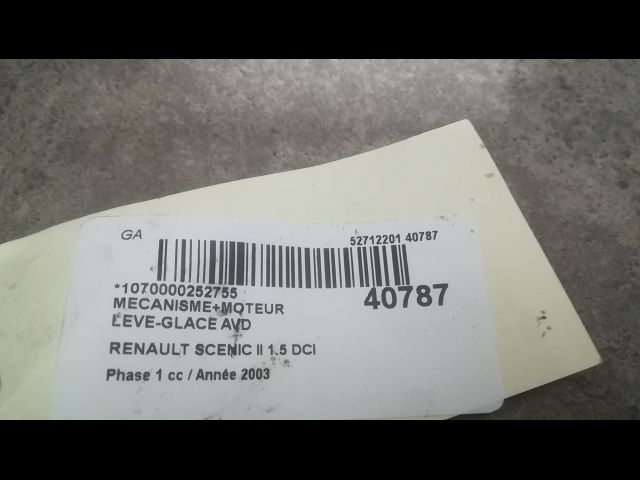 GA
52712201 40787
*1070000252755
40787
MECANISME+MOTEUR
LEVE-GLACE AVD
RENAULT SCENIC II 1.5 DCI
Phase 1 cc / Année 2003